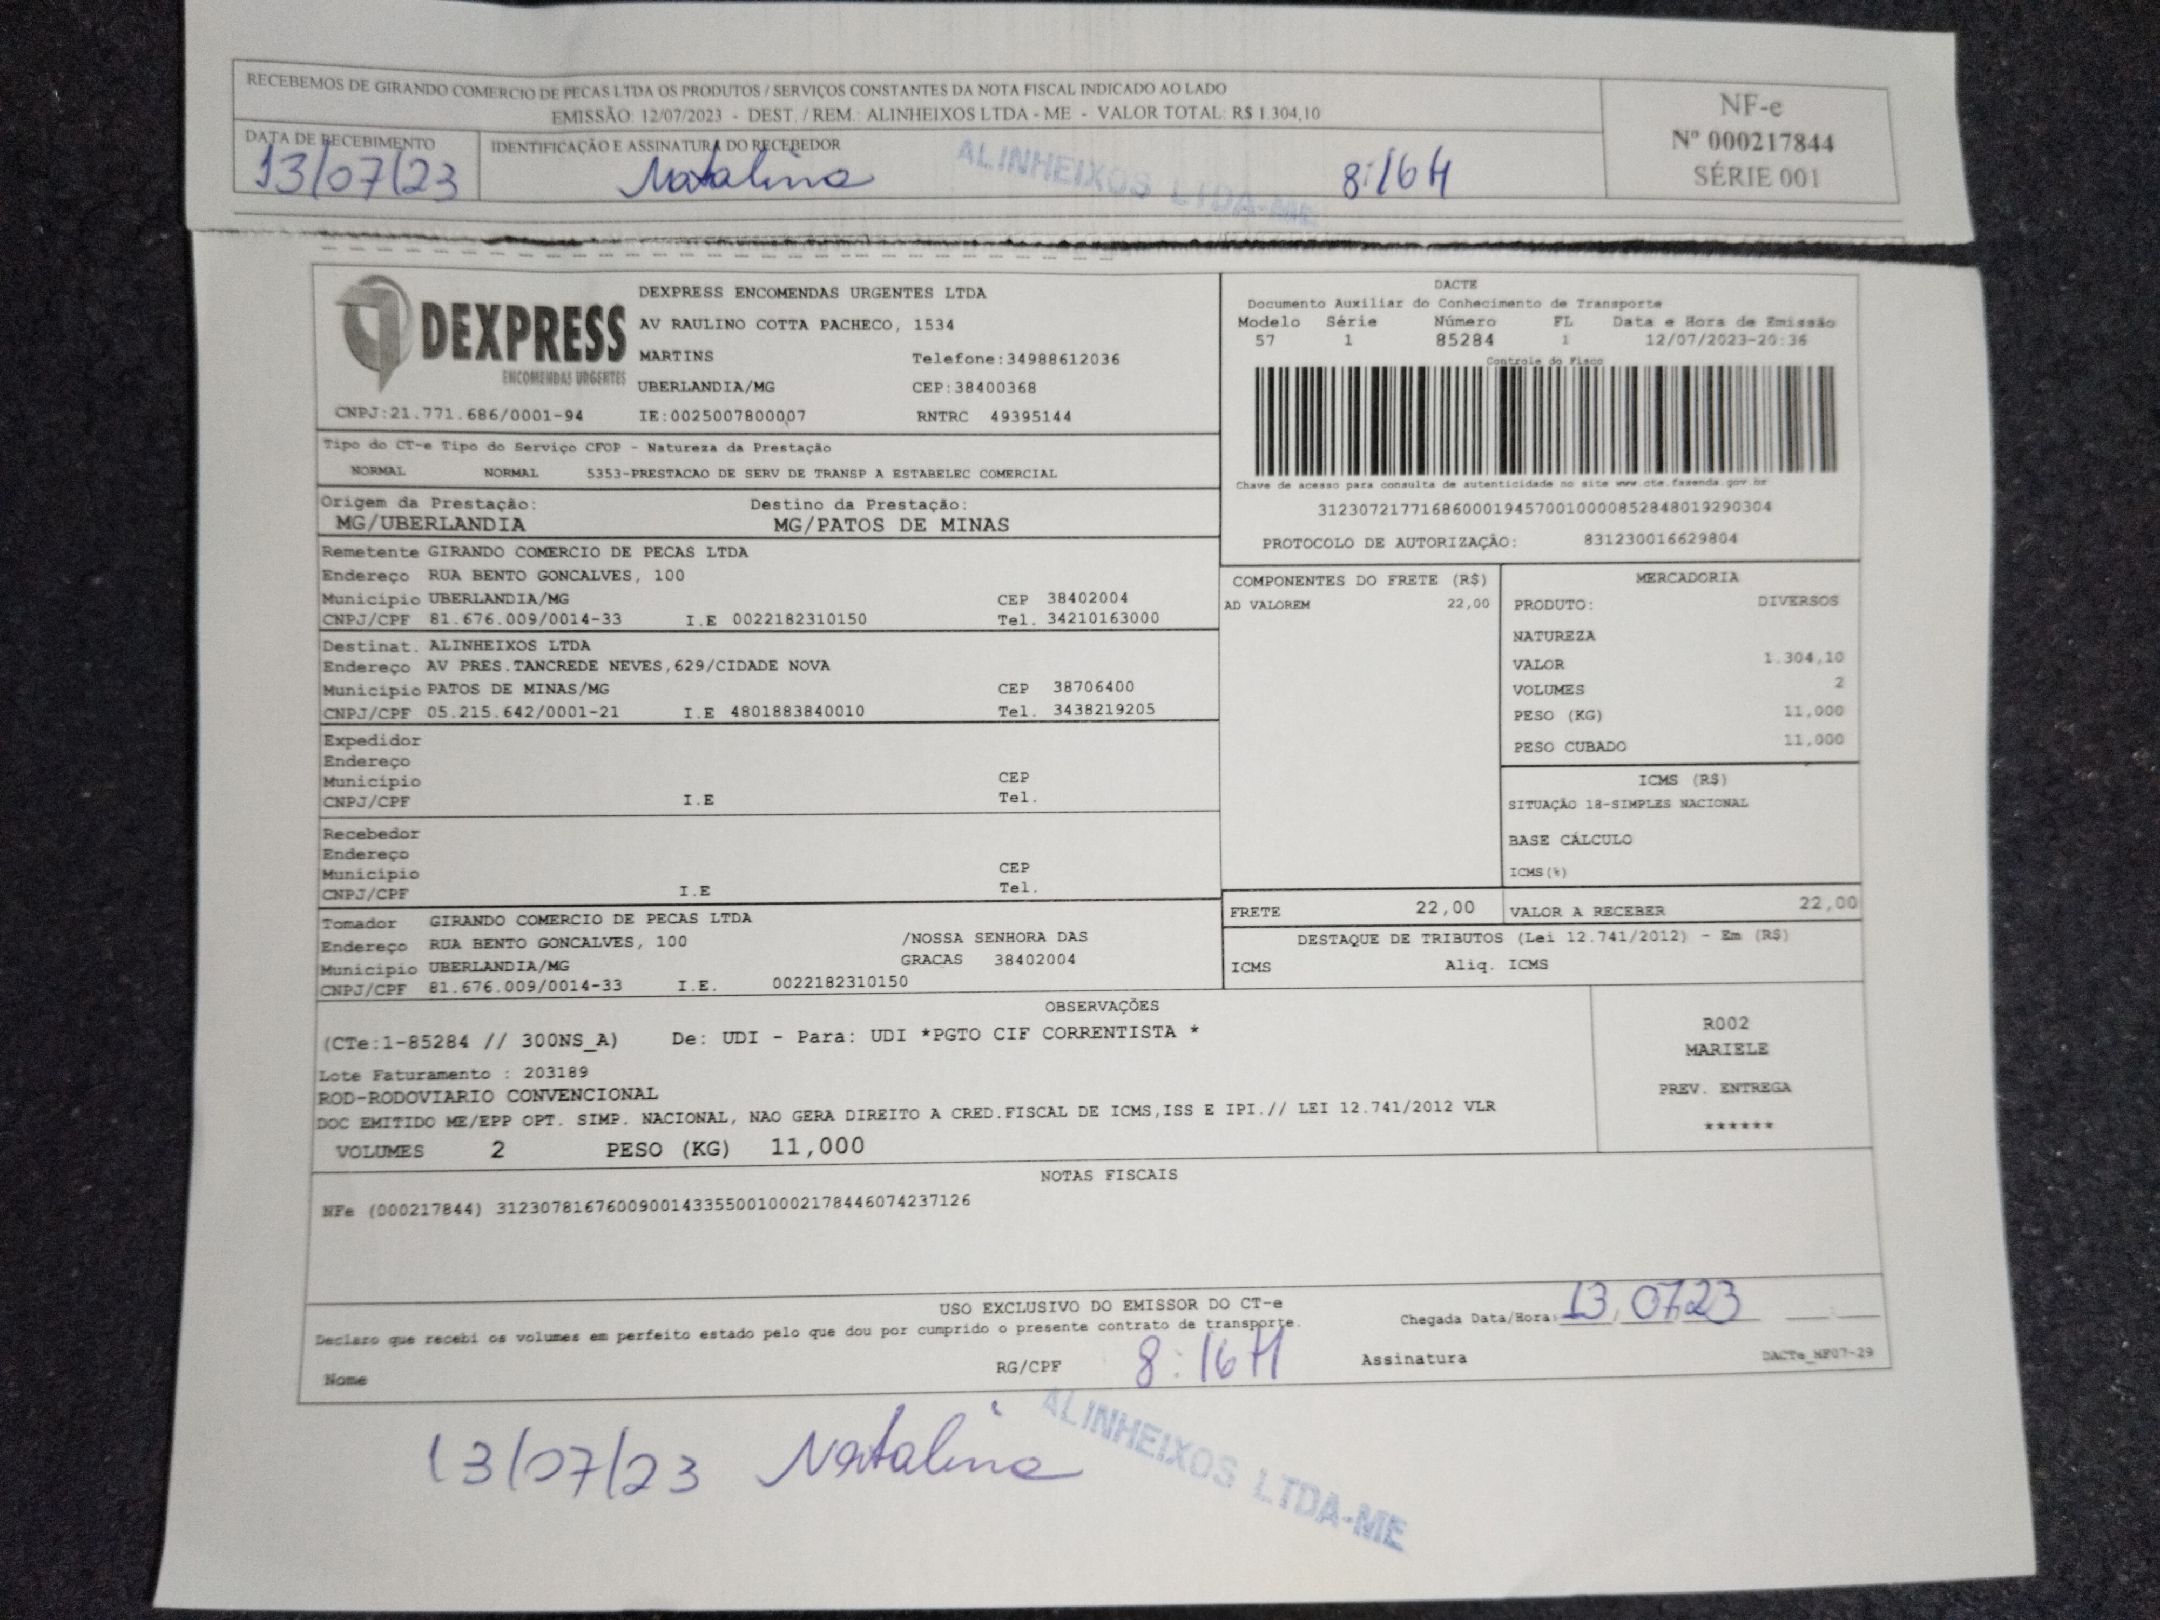 RECEBEMOS DE GIRANDO COMERCIO DE PECAS LTDA OS PRODUTOS / SERVIÇOS CONSTANTES DA NOTA FISCAL INDICADO AO LADO
EMISSÃO: 12/07/2023 - DEST. / REM.: ALINHEIXOS LTDA - ME - VALOR TOTAL: R$ 1.304,10
NF-e
Nº 000217844
SÉRIE 001
DATA DE RECEBIMENTO
IDENTIFICAÇÃO E ASSINATURA DO RECEBEDOR
13/07/23 Natalina 8:16H
ALINHEIXOS LTDA-ME
DEXPRESS
ENCOMENDAS URGENTES
DEXPRESS ENCOMENDAS URGENTES LTDA
AV RAULINO COTTA PACHECO, 1534
MARTINS Telefone:34988612036
UBERLANDIA/MG CEP:38400368
CNPJ:21.771.686/0001-94 IE:0025007800007 RNTRC 49395144
DACTE
Documento Auxiliar do Conhecimento de Transporte
Modelo Série Número FL Data e Hora de Emissão
57 1 85284 1 12/07/2023-20:36
Controle do Fisco
Chave de acesso para consulta de autenticidade no site www.cte.fazenda.gov.br
31230721771686000194570010000852848019290304
PROTOCOLO DE AUTORIZAÇÃO: 831230016629804
Tipo do CT-e Tipo do Serviço CFOP - Natureza da Prestação
NORMAL NORMAL 5353-PRESTACAO DE SERV DE TRANSP A ESTABELEC COMERCIAL
Origem da Prestação: Destino da Prestação:
MG/UBERLANDIA MG/PATOS DE MINAS
Remetente GIRANDO COMERCIO DE PECAS LTDA
Endereço RUA BENTO GONCALVES, 100
Município UBERLANDIA/MG CEP 38402004
CNPJ/CPF 81.676.009/0014-33 I.E 0022182310150 Tel. 34210163000
Destinat. ALINHEIXOS LTDA
Endereço AV PRES.TANCREDE NEVES,629/CIDADE NOVA
Município PATOS DE MINAS/MG CEP 38706400
CNPJ/CPF 05.215.642/0001-21 I.E 4801883840010 Tel. 3438219205
Expedidor
Endereço
Município CEP
CNPJ/CPF I.E Tel.
Recebedor
Endereço
Município CEP
CNPJ/CPF I.E Tel.
Tomador GIRANDO COMERCIO DE PECAS LTDA
Endereço RUA BENTO GONCALVES, 100 /NOSSA SENHORA DAS
Município UBERLANDIA/MG GRACAS 38402004
CNPJ/CPF 81.676.009/0014-33 I.E. 0022182310150
COMPONENTES DO FRETE (R$)
AD VALOREM 22,00
MERCADORIA
PRODUTO: DIVERSOS
NATUREZA
VALOR 1.304,10
VOLUMES 2
PESO (KG) 11,000
PESO CUBADO 11,000
ICMS (R$)
SITUAÇÃO 18-SIMPLES NACIONAL
BASE CÁLCULO
ICMS(%)
FRETE 22,00 VALOR A RECEBER 22,00
DESTAQUE DE TRIBUTOS (Lei 12.741/2012) - Em (R$)
ICMS Aliq. ICMS
OBSERVAÇÕES
(CTe:1-85284 // 300NS_A) De: UDI - Para: UDI *PGTO CIF CORRENTISTA *
Lote Faturamento : 203189
ROD-RODOVIARIO CONVENCIONAL
DOC EMITIDO ME/EPP OPT. SIMP. NACIONAL, NAO GERA DIREITO A CRED.FISCAL DE ICMS,ISS E IPI.// LEI 12.741/2012 VLR
VOLUMES 2 PESO (KG) 11,000
R002
MARIELE
PREV. ENTREGA
******
NOTAS FISCAIS
NFe (000217844) 31230781676009001433550010002178446074237126
USO EXCLUSIVO DO EMISSOR DO CT-e
Declaro que recebi os volumes em perfeito estado pelo que dou por cumprido o presente contrato de transporte.
Chegada Data/Hora: 13 07 23
Nome RG/CPF 8:16H Assinatura
DACTe_MF07-29
13/07/23 Natalina
ALINHEIXOS LTDA-ME